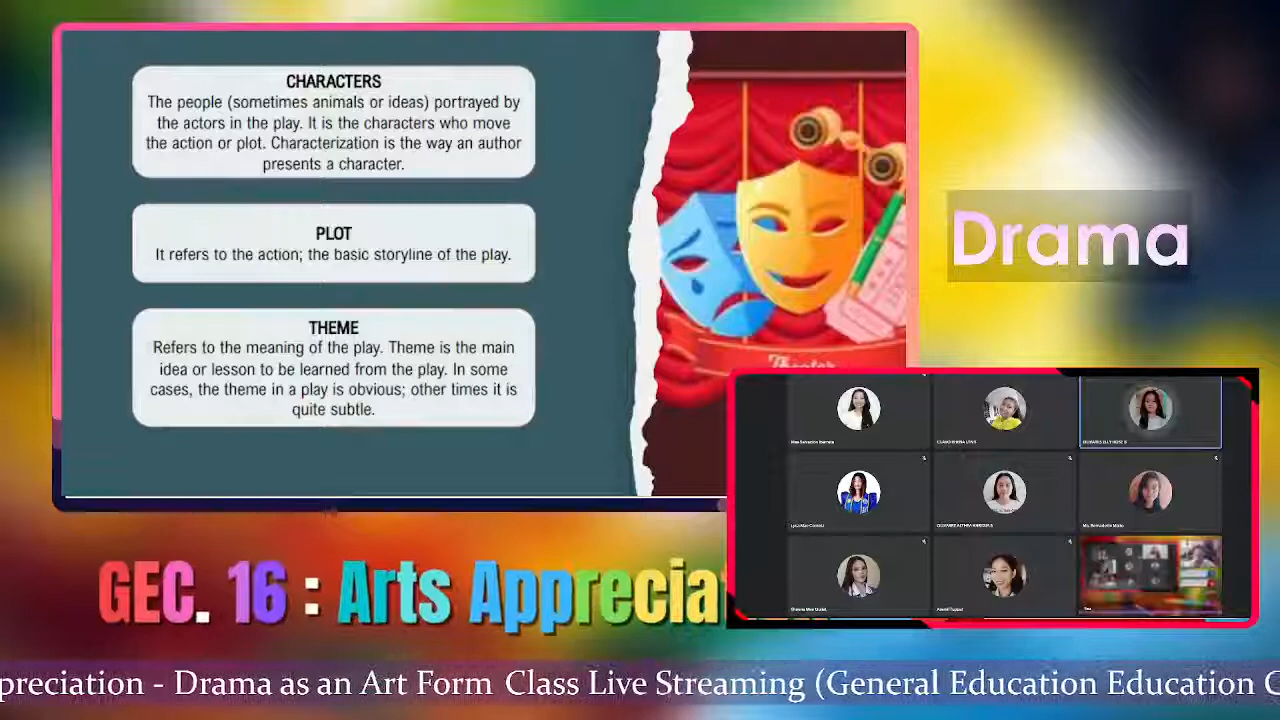 CHARACTERS
The people (sometimes animals or ideas) portrayed by
the actors in the play. It is the characters who move
the action or plot. Characterization is the way an author
presents a character.
PLOT
It refers to the action; the basic storyline of the play.
THEME
Refers to the meaning of the play. Theme is the main
idea or lesson to be learned from the play. In some
cases, the theme in a play is obvious; other times it is
quite subtle.
Theater
Drama
GEC. 16 : Arts Apprecia
preciation - Drama as an Art Form Class Live Streaming (General Education Education C